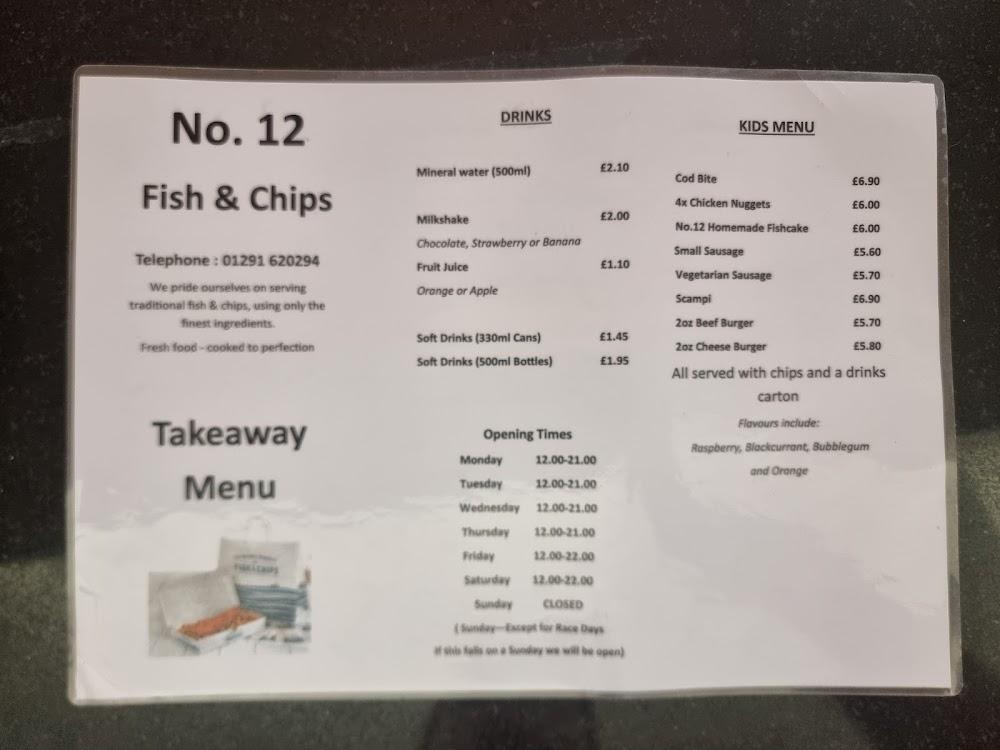 No. 12
Fish & Chips
Telephone : 01291 620294
We pride ourselves on serving
traditional fish & chips, using only the
finest ingredients.
Fresh food - cooked to perfection
Takeaway
Menu
FISH & CHIPS
DRINKS
Mineral water (500ml) £2.10
Milkshake £2.00
Chocolate, Strawberry or Banana
Fruit Juice £1.10
Orange or Apple
Soft Drinks (330ml Cans) £1.45
Soft Drinks (500ml Bottles) £1.95
Opening Times
Monday 12.00-21.00
Tuesday 12.00-21.00
Wednesday 12.00-21.00
Thursday 12.00-21.00
Friday 12.00-22.00
Saturday 12.00-22.00
Sunday CLOSED
( Sunday—Except for Race Days
If this falls on a Sunday we will be open)
KIDS MENU
Cod Bite £6.90
4x Chicken Nuggets £6.00
No.12 Homemade Fishcake £6.00
Small Sausage £5.60
Vegetarian Sausage £5.70
Scampi £6.90
2oz Beef Burger £5.70
2oz Cheese Burger £5.80
All served with chips and a drinks
carton
Flavours include:
Raspberry, Blackcurrant, Bubblegum
and Orange